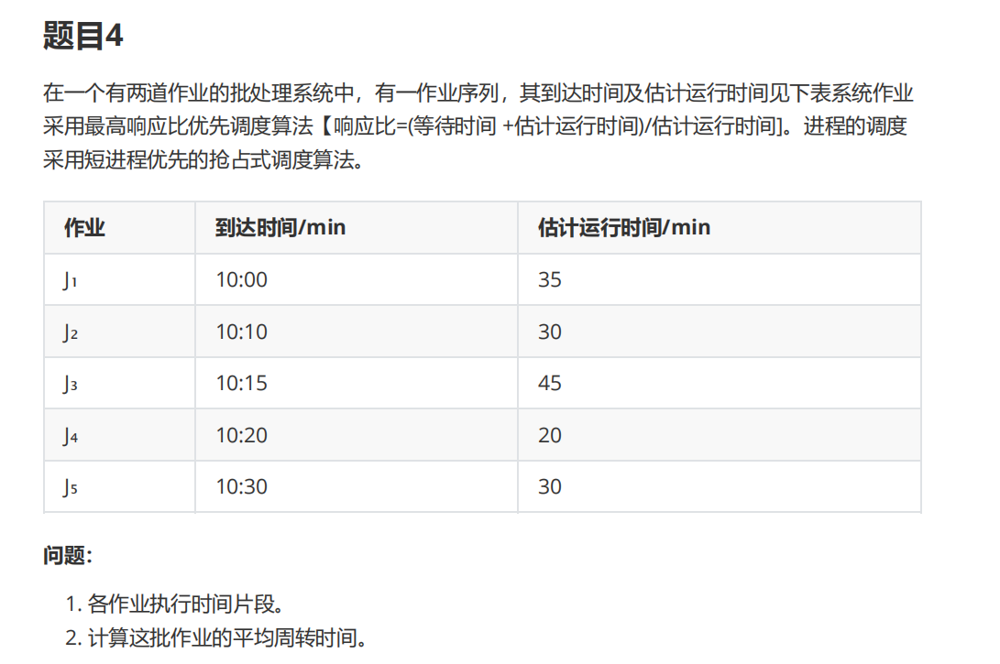 题目4
在一个有两道作业的批处理系统中，有一作业序列，其到达时间及估计运行时间见下表系统作业
采用最高响应比优先调度算法【响应比=(等待时间 +估计运行时间)/估计运行时间]。进程的调度
采用短进程优先的抢占式调度算法。
作业 到达时间/min 估计运行时间/min
J₁ 10:00 35
J₂ 10:10 30
J₃ 10:15 45
J₄ 10:20 20
J₅ 10:30 30
问题：
1. 各作业执行时间片段。
2. 计算这批作业的平均周转时间。